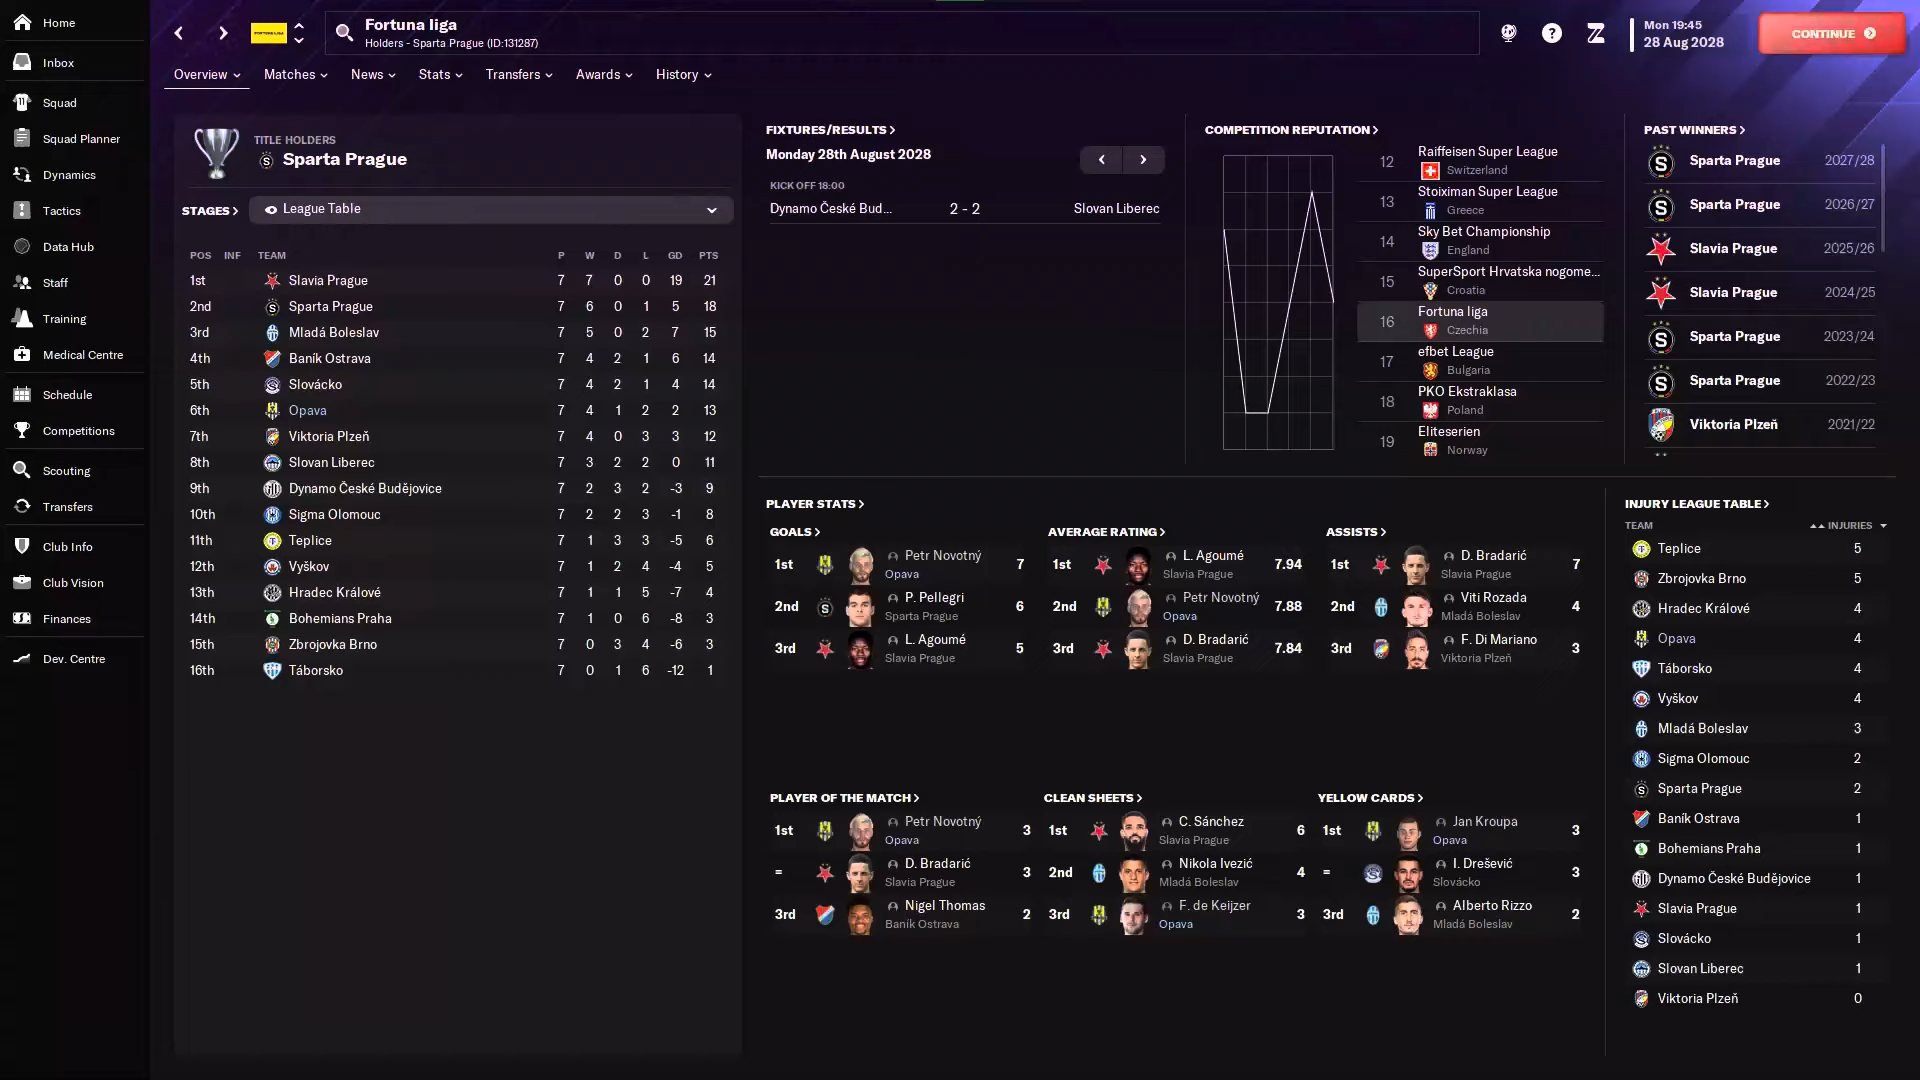 Home
Inbox
Squad
Squad Planner
Dynamics
Tactics
Data Hub
Staff
Training
Medical Centre
Schedule
Competitions
Scouting
Transfers
Club Info
Club Vision
Finances
Dev. Centre
Fortuna liga
Holders - Sparta Prague (ID:131287)
Mon 19:45
28 Aug 2028
CONTINUE
Overview Matches News Stats Transfers Awards History
TITLE HOLDERS
Sparta Prague
STAGES League Table
POS INF TEAM P W D L GD PTS
1st Slavia Prague 7 7 0 0 19 21
2nd Sparta Prague 7 6 0 1 5 18
3rd Mladá Boleslav 7 5 0 2 7 15
4th Baník Ostrava 7 4 2 1 6 14
5th Slovácko 7 4 2 1 4 14
6th Opava 7 4 1 2 2 13
7th Viktoria Plzeň 7 4 0 3 3 12
8th Slovan Liberec 7 3 2 2 0 11
9th Dynamo České Budějovice 7 2 3 2 -3 9
10th Sigma Olomouc 7 2 2 3 -1 8
11th Teplice 7 1 3 3 -5 6
12th Vyškov 7 1 2 4 -4 5
13th Hradec Králové 7 1 1 5 -7 4
14th Bohemians Praha 7 1 0 6 -8 3
15th Zbrojovka Brno 7 0 3 4 -6 3
16th Táborsko 7 0 1 6 -12 1
FIXTURES/RESULTS
Monday 28th August 2028
KICK OFF 18:00
Dynamo České Bud... 2 - 2 Slovan Liberec
COMPETITION REPUTATION
12 Raiffeisen Super League
Switzerland
13 Stoiximan Super League
Greece
14 Sky Bet Championship
England
15 SuperSport Hrvatska nogome...
Croatia
16 Fortuna liga
Czechia
17 efbet League
Bulgaria
18 PKO Ekstraklasa
Poland
19 Eliteserien
Norway
PAST WINNERS
Sparta Prague 2027/28
Sparta Prague 2026/27
Slavia Prague 2025/26
Slavia Prague 2024/25
Sparta Prague 2023/24
Sparta Prague 2022/23
Viktoria Plzeň 2021/22
PLAYER STATS
GOALS
1st Petr Novotný 7
Opava
2nd P. Pellegri 6
Sparta Prague
3rd L. Agoumé 5
Slavia Prague
AVERAGE RATING
1st L. Agoumé 7.94
Slavia Prague
2nd Petr Novotný 7.88
Opava
3rd D. Bradarić 7.84
Slavia Prague
ASSISTS
1st D. Bradarić 7
Slavia Prague
2nd Viti Rozada 4
Mladá Boleslav
3rd F. Di Mariano 3
Viktoria Plzeň
PLAYER OF THE MATCH
1st Petr Novotný 3
Opava
= D. Bradarić 3
Slavia Prague
3rd Nigel Thomas 2
Baník Ostrava
CLEAN SHEETS
1st C. Sánchez 6
Slavia Prague
2nd Nikola Ivezić 4
Mladá Boleslav
3rd F. de Keijzer 3
Opava
YELLOW CARDS
1st Jan Kroupa 3
Opava
= I. Drešević 3
Slovácko
3rd Alberto Rizzo 2
Mladá Boleslav
INJURY LEAGUE TABLE
TEAM INJURIES
Teplice 5
Zbrojovka Brno 5
Hradec Králové 4
Opava 4
Táborsko 4
Vyškov 4
Mladá Boleslav 3
Sigma Olomouc 2
Sparta Prague 2
Baník Ostrava 1
Bohemians Praha 1
Dynamo České Budějovice 1
Slavia Prague 1
Slovácko 1
Slovan Liberec 1
Viktoria Plzeň 0